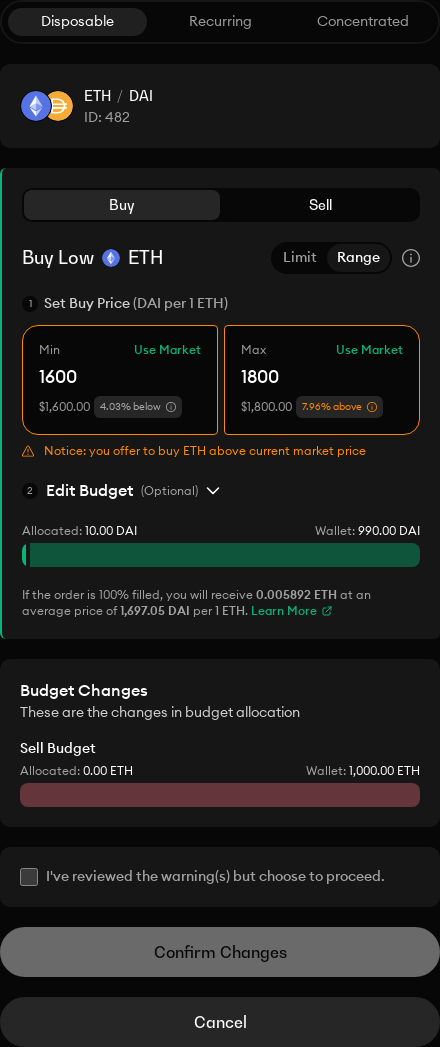 Disposable Recurring Concentrated
ETH / DAI
ID: 482
Buy Sell
Buy Low ETH Limit Range
1 Set Buy Price (DAI per 1 ETH)
Min Use Market Max Use Market
1600 1800
$1,600.00 4.03% below $1,800.00 7.96% above
Notice: you offer to buy ETH above current market price
2 Edit Budget (Optional)
Allocated: 10.00 DAI Wallet: 990.00 DAI
If the order is 100% filled, you will receive 0.005892 ETH at an
average price of 1,697.05 DAI per 1 ETH. Learn More
Budget Changes
These are the changes in budget allocation
Sell Budget
Allocated: 0.00 ETH Wallet: 1,000.00 ETH
I've reviewed the warning(s) but choose to proceed.
Confirm Changes
Cancel